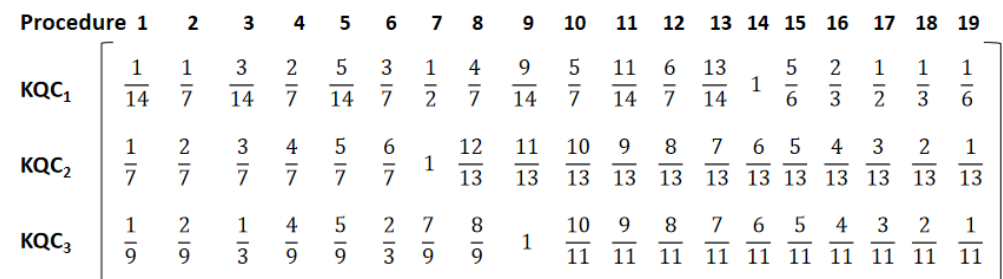 Procedure 1 2 3 4 5 6 7 8 9 10 11 12 13 14 15 16 17 18 19
KQC₁ 1/14 1/7 3/14 2/7 5/14 3/7 1/2 4/7 9/14 5/7 11/14 6/7 13/14 1 5/6 2/3 1/2 1/3 1/6
KQC₂ 1/7 2/7 3/7 4/7 5/7 6/7 1 12/13 11/13 10/13 9/13 8/13 7/13 6/13 5/13 4/13 3/13 2/13 1/13
KQC₃ 1/9 2/9 1/3 4/9 5/9 2/3 7/9 8/9 1 10/11 9/11 8/11 7/11 6/11 5/11 4/11 3/11 2/11 1/11